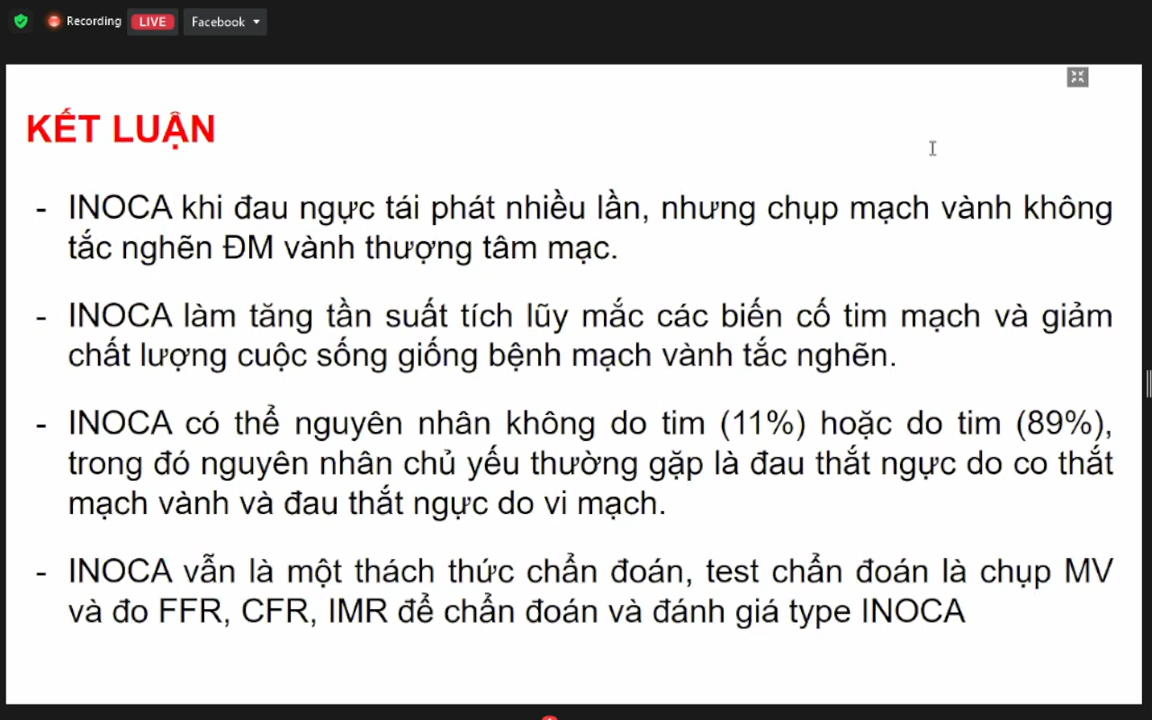 Recording LIVE Facebook
KẾT LUẬN
- INOCA khi đau ngực tái phát nhiều lần, nhưng chụp mạch vành không
tắc nghẽn ĐM vành thượng tâm mạc.
- INOCA làm tăng tần suất tích lũy mắc các biến cố tim mạch và giảm
chất lượng cuộc sống giống bệnh mạch vành tắc nghẽn.
- INOCA có thể nguyên nhân không do tim (11%) hoặc do tim (89%),
trong đó nguyên nhân chủ yếu thường gặp là đau thắt ngực do co thắt
mạch vành và đau thắt ngực do vi mạch.
- INOCA vẫn là một thách thức chẩn đoán, test chẩn đoán là chụp MV
và đo FFR, CFR, IMR để chẩn đoán và đánh giá type INOCA